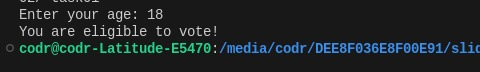 Enter your age: 18
You are eligible to vote!
codr@codr-Latitude-E5470:/media/codr/DEE8F036E8F00E91/slid